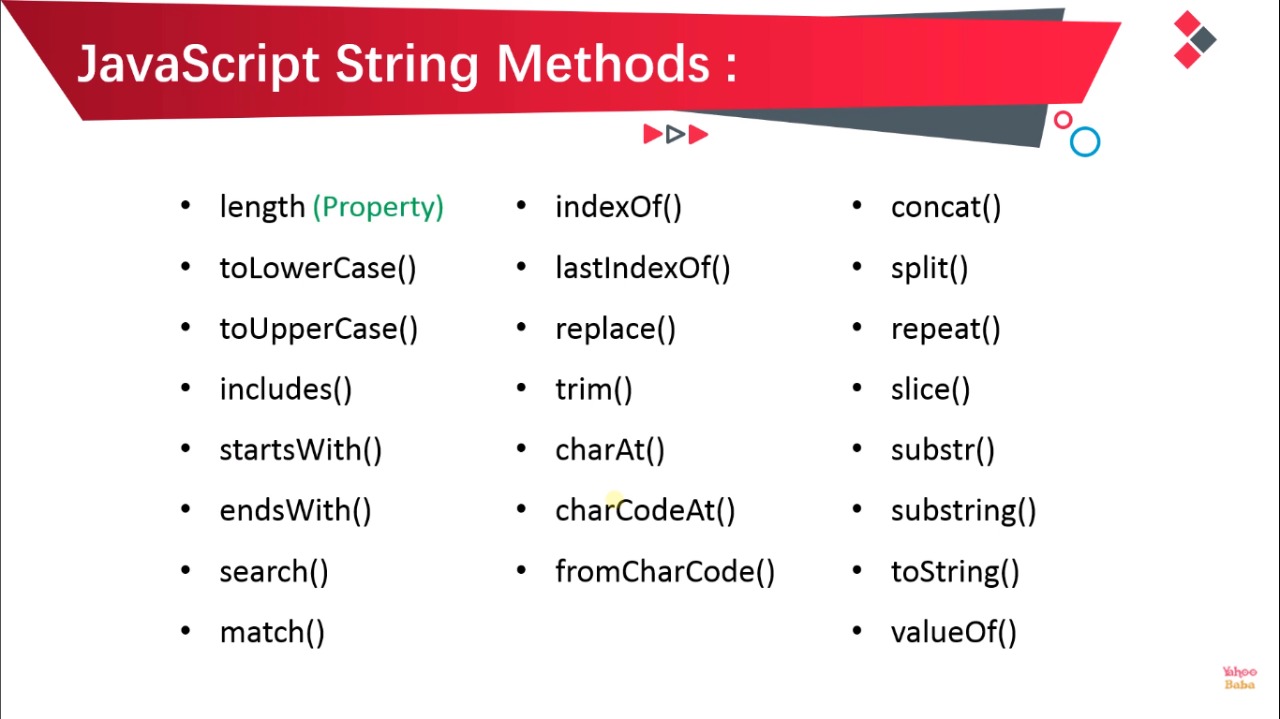 JavaScript String Methods :
• length (Property)
• toLowerCase()
• toUpperCase()
• includes()
• startsWith()
• endsWith()
• search()
• match()
• indexOf()
• lastIndexOf()
• replace()
• trim()
• charAt()
• charCodeAt()
• fromCharCode()
• concat()
• split()
• repeat()
• slice()
• substr()
• substring()
• toString()
• valueOf()
Yahoo
Baba